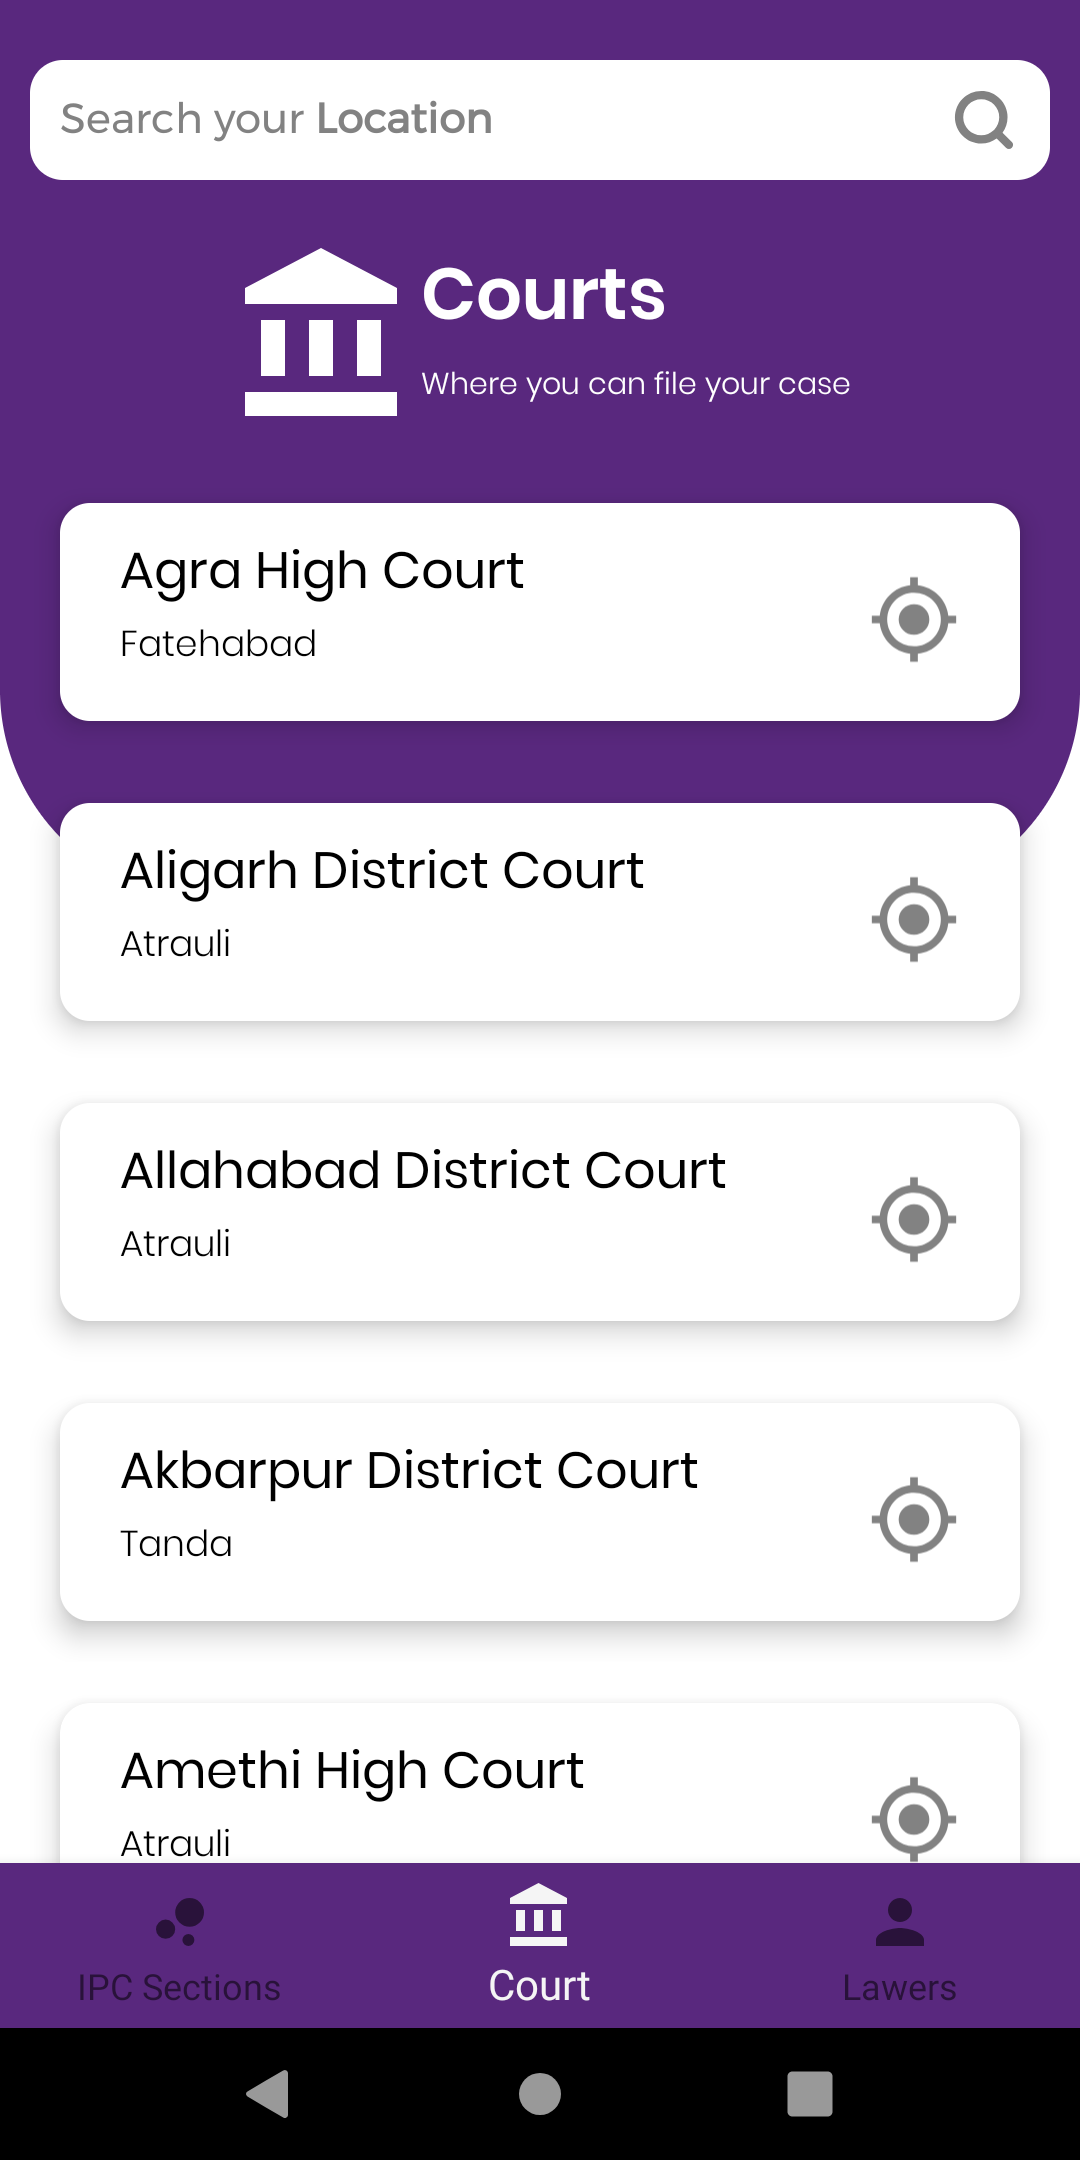 Search your Location
Courts
Where you can file your case
Agra High Court
Fatehabad
Aligarh District Court
Atrauli
Allahabad District Court
Atrauli
Akbarpur District Court
Tanda
Amethi High Court
Atrauli
IPC Sections
Court
Lawers